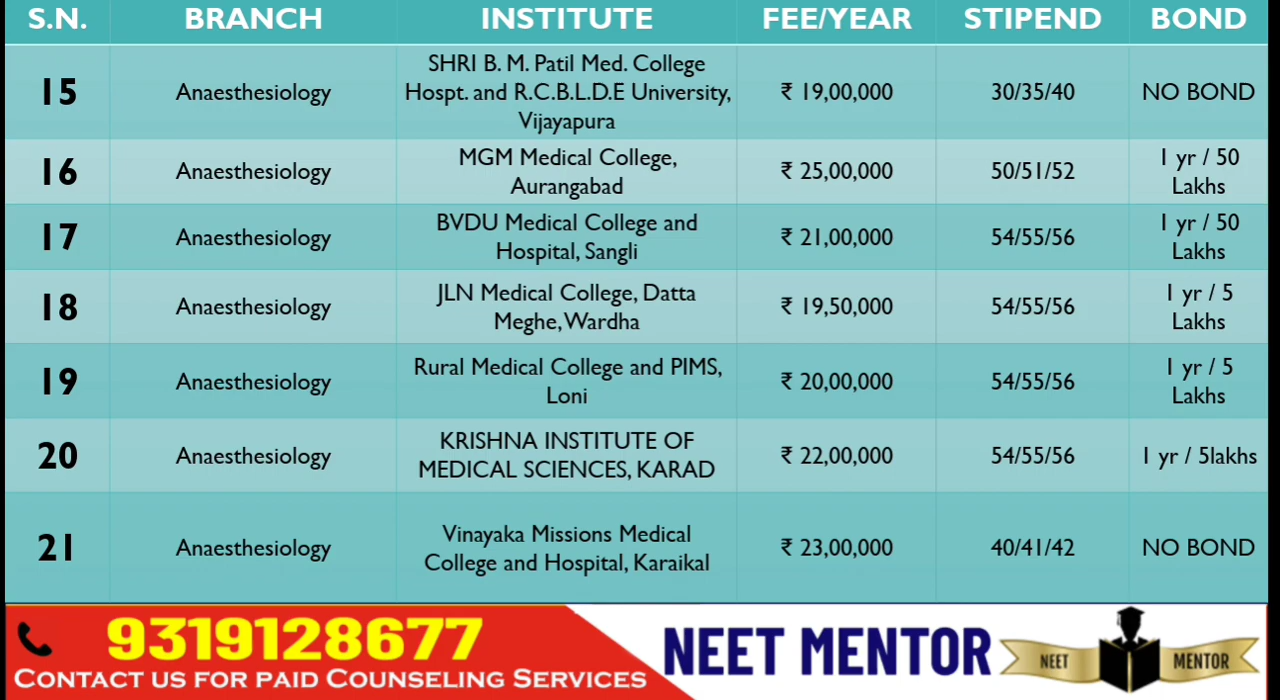 S.N. BRANCH INSTITUTE FEE/YEAR STIPEND BOND
15 Anaesthesiology SHRI B. M. Patil Med. College Hospt. and R.C.B.L.D.E University, Vijayapura ₹ 19,00,000 30/35/40 NO BOND
16 Anaesthesiology MGM Medical College, Aurangabad ₹ 25,00,000 50/51/52 1 yr / 50 Lakhs
17 Anaesthesiology BVDU Medical College and Hospital, Sangli ₹ 21,00,000 54/55/56 1 yr / 50 Lakhs
18 Anaesthesiology JLN Medical College, Datta Meghe, Wardha ₹ 19,50,000 54/55/56 1 yr / 5 Lakhs
19 Anaesthesiology Rural Medical College and PIMS, Loni ₹ 20,00,000 54/55/56 1 yr / 5 Lakhs
20 Anaesthesiology KRISHNA INSTITUTE OF MEDICAL SCIENCES, KARAD ₹ 22,00,000 54/55/56 1 yr / 5lakhs
21 Anaesthesiology Vinayaka Missions Medical College and Hospital, Karaikal ₹ 23,00,000 40/41/42 NO BOND
9319128677
CONTACT US FOR PAID COUNSELING SERVICES
NEET MENTOR
NEET MENTOR